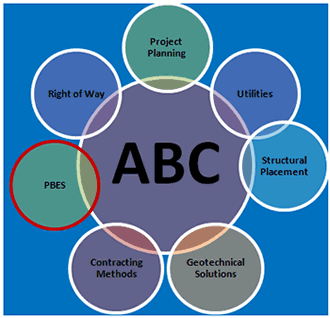 Project
Planning
Right of Way
Utilities
ABC
Structural
Placement
PBES
Contracting
Methods
Geotechnical
Solutions